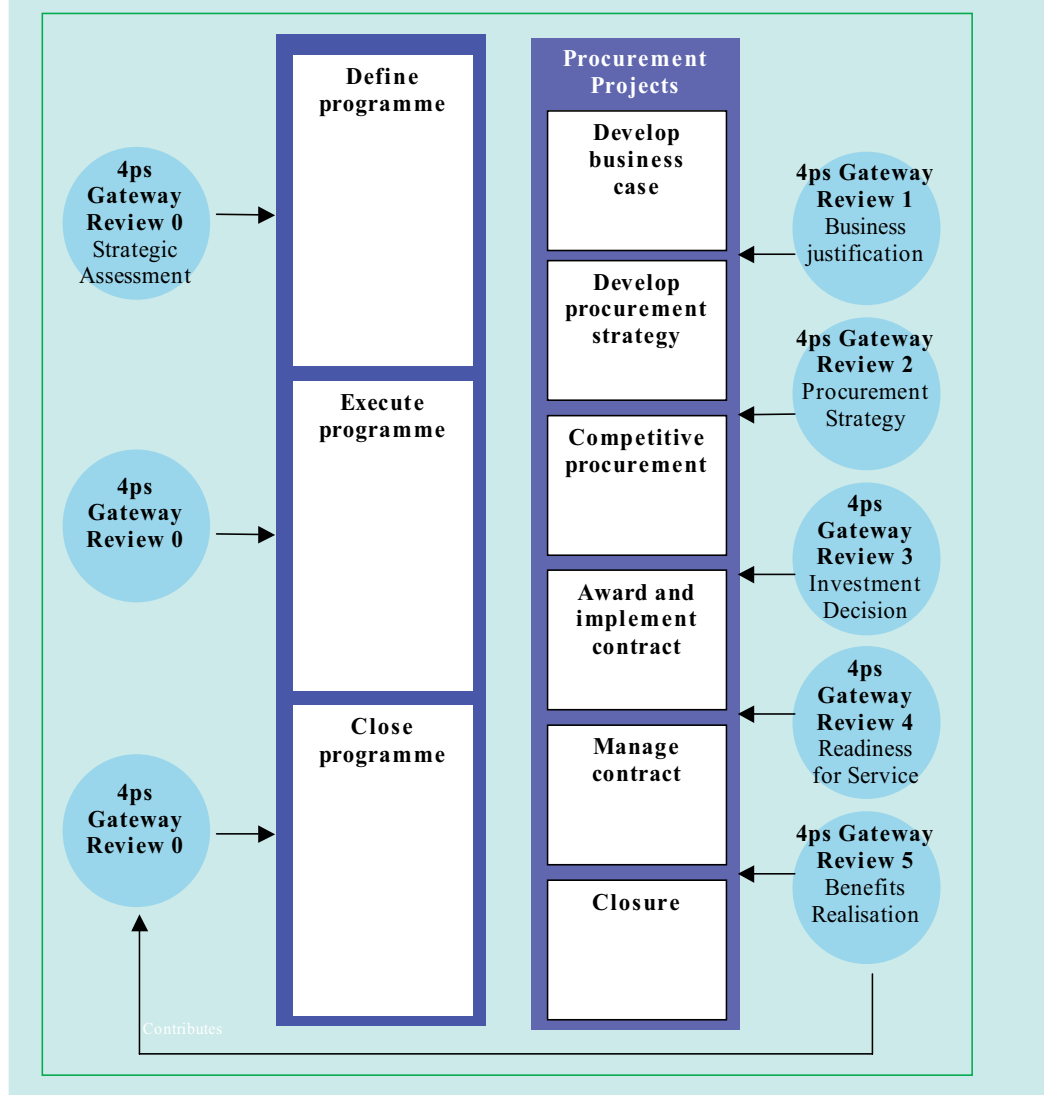 4ps
Gateway
Review 0
Strategic
Assessment
4ps
Gateway
Review 0
4ps
Gateway
Review 0
Define
programme
Execute
programme
Close
programme
Procurement
Projects
Develop
business
case
Develop
procurement
strategy
Competitive
procurement
Award and
implement
contract
Manage
contract
Closure
4ps Gateway
Review 1
Business
justification
4ps Gateway
Review 2
Procurement
Strategy
4ps
Gateway
Review 3
Investment
Decision
4ps
Gateway
Review 4
Readiness
for Service
4ps Gateway
Review 5
Benefits
Realisation
Contributes